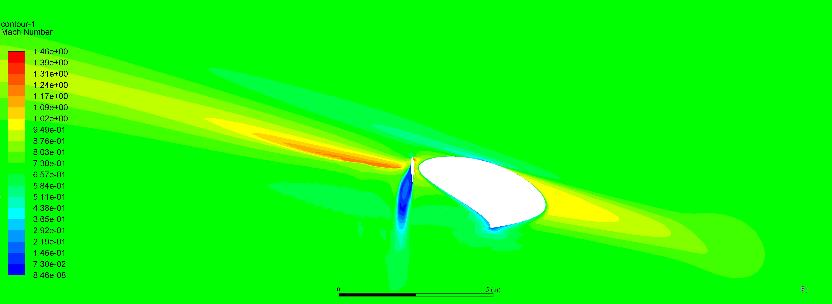 contour-1
Mach Number
1.46e+00
1.39e+00
1.31e+00
1.24e+00
1.17e+00
1.09e+00
1.02e+00
9.49e-01
8.76e-01
8.03e-01
7.30e-01
6.57e-01
5.84e-01
5.11e-01
4.38e-01
3.65e-01
2.92e-01
2.19e-01
1.46e-01
7.30e-02
8.46e-06
0